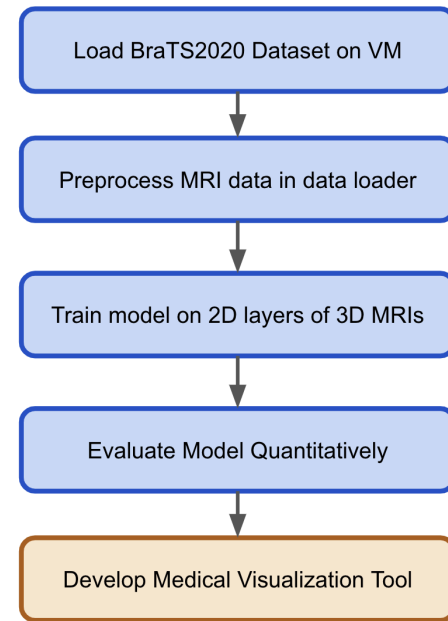 Load BraTS2020 Dataset on VM
Preprocess MRI data in data loader
Train model on 2D layers of 3D MRIs
Evaluate Model Quantitatively
Develop Medical Visualization Tool